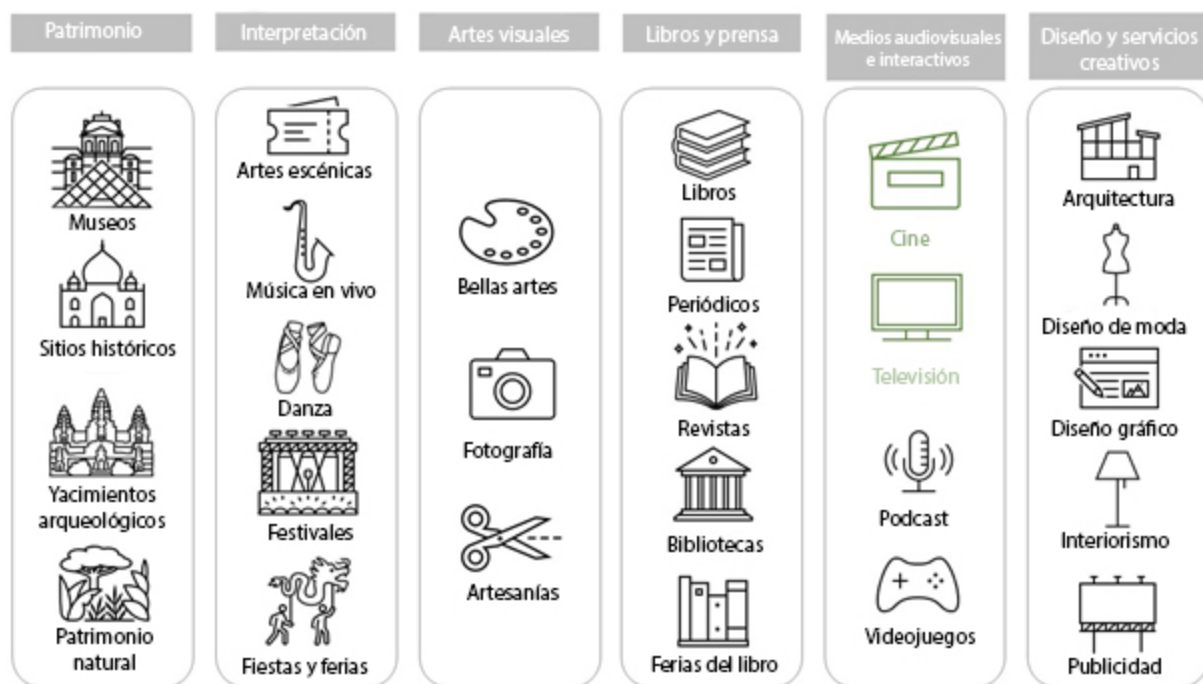 Patrimonio
Museos
Sitios históricos
Yacimientos
arqueológicos
Patrimonio
natural
Interpretación
Artes escénicas
Música en vivo
Danza
Festivales
Fiestas y ferias
Artes visuales
Bellas artes
Fotografía
Artesanías
Libros y prensa
Libros
Periódicos
Revistas
Bibliotecas
Ferias del libro
Medios audiovisuales
e interactivos
Cine
Televisión
Podcast
Videojuegos
Diseño y servicios
creativos
Arquitectura
Diseño de moda
Diseño gráfico
Interiorismo
Publicidad